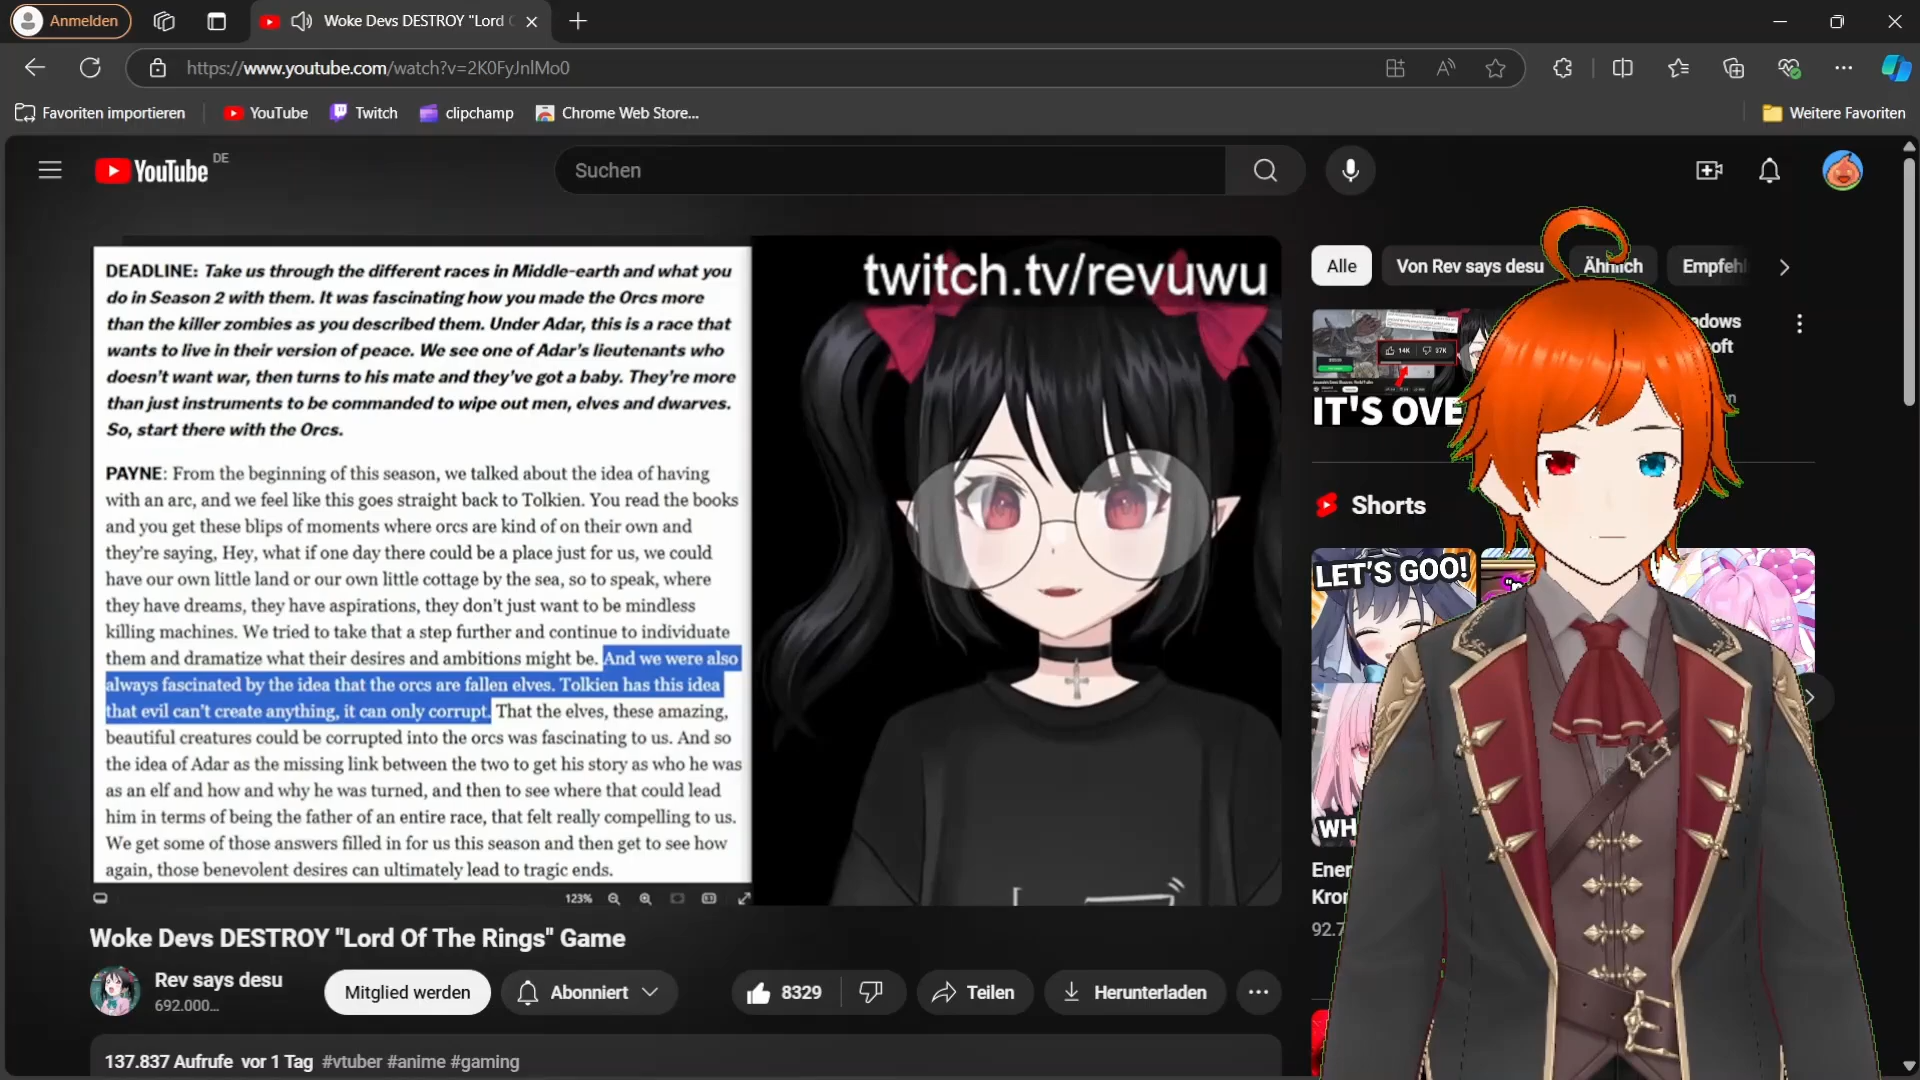 Anmelden
Woke Devs DESTROY "Lord
https://www.youtube.com/watch?v=2K0FyJnlMo0
Favoriten importieren
YouTube
Twitch
clipchamp
Chrome Web Store...
Weitere Favoriten
YouTube DE
Suchen
DEADLINE: Take us through the different races in Middle-earth and what you
do in Season 2 with them. It was fascinating how you made the Orcs more
than the killer zombies as you described them. Under Adar, this is a race that
wants to live in their version of peace. We see one of Adar's lieutenants who
doesn't want war, then turns to his mate and they've got a baby. They're more
than just instruments to be commanded to wipe out men, elves and dwarves.
So, start there with the Orcs.
PAYNE: From the beginning of this season, we talked about the idea of having
with an arc, and we feel like this goes straight back to Tolkien. You read the books
and you get these blips of moments where orcs are kind of on their own and
they're saying, Hey, what if one day there could be a place just for us, we could
have our own little land or our own little cottage by the sea, so to speak, where
they have dreams, they have aspirations, they don't just want to be mindless
killing machines. We tried to take that a step further and continue to individuate
them and dramatize what their desires and ambitions might be. And we were also
always fascinated by the idea that the orcs are fallen elves. Tolkien has this idea
that evil can't create anything, it can only corrupt. That the elves, these amazing,
beautiful creatures could be corrupted into the orcs was fascinating to us. And so
the idea of Adar as the missing link between the two to get his story as who he was
as an elf and how and why he was turned, and then to see where that could lead
him in terms of being the father of an entire race, that felt really compelling to us.
We get some of those answers filled in for us this season and then get to see how
again, those benevolent desires can ultimately lead to tragic ends.
123%
twitch.tv/revuwu
Alle
Von Rev says desu
Ähnlich
Empfehl
14K
37K
IT'S OVE
adows
oft
Shorts
LET'S GOO!
WH
Ener
Kror
92.7
Woke Devs DESTROY "Lord Of The Rings" Game
Rev says desu
692.000...
Mitglied werden
Abonniert
8329
Teilen
Herunterladen
137.837 Aufrufe vor 1 Tag #vtuber #anime #gaming